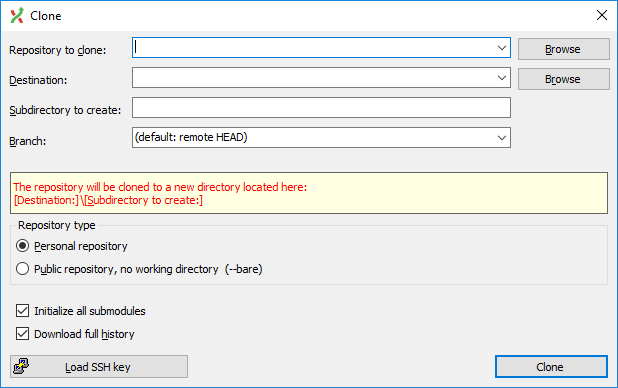 Clone
Repository to clone:
Browse
Destination:
Browse
Subdirectory to create:
Branch:
(default: remote HEAD)
The repository will be cloned to a new directory located here:
[Destination:]\[Subdirectory to create:]
Repository type
Personal repository
Public repository, no working directory  (--bare)
Initialize all submodules
Download full history
Load SSH key
Clone